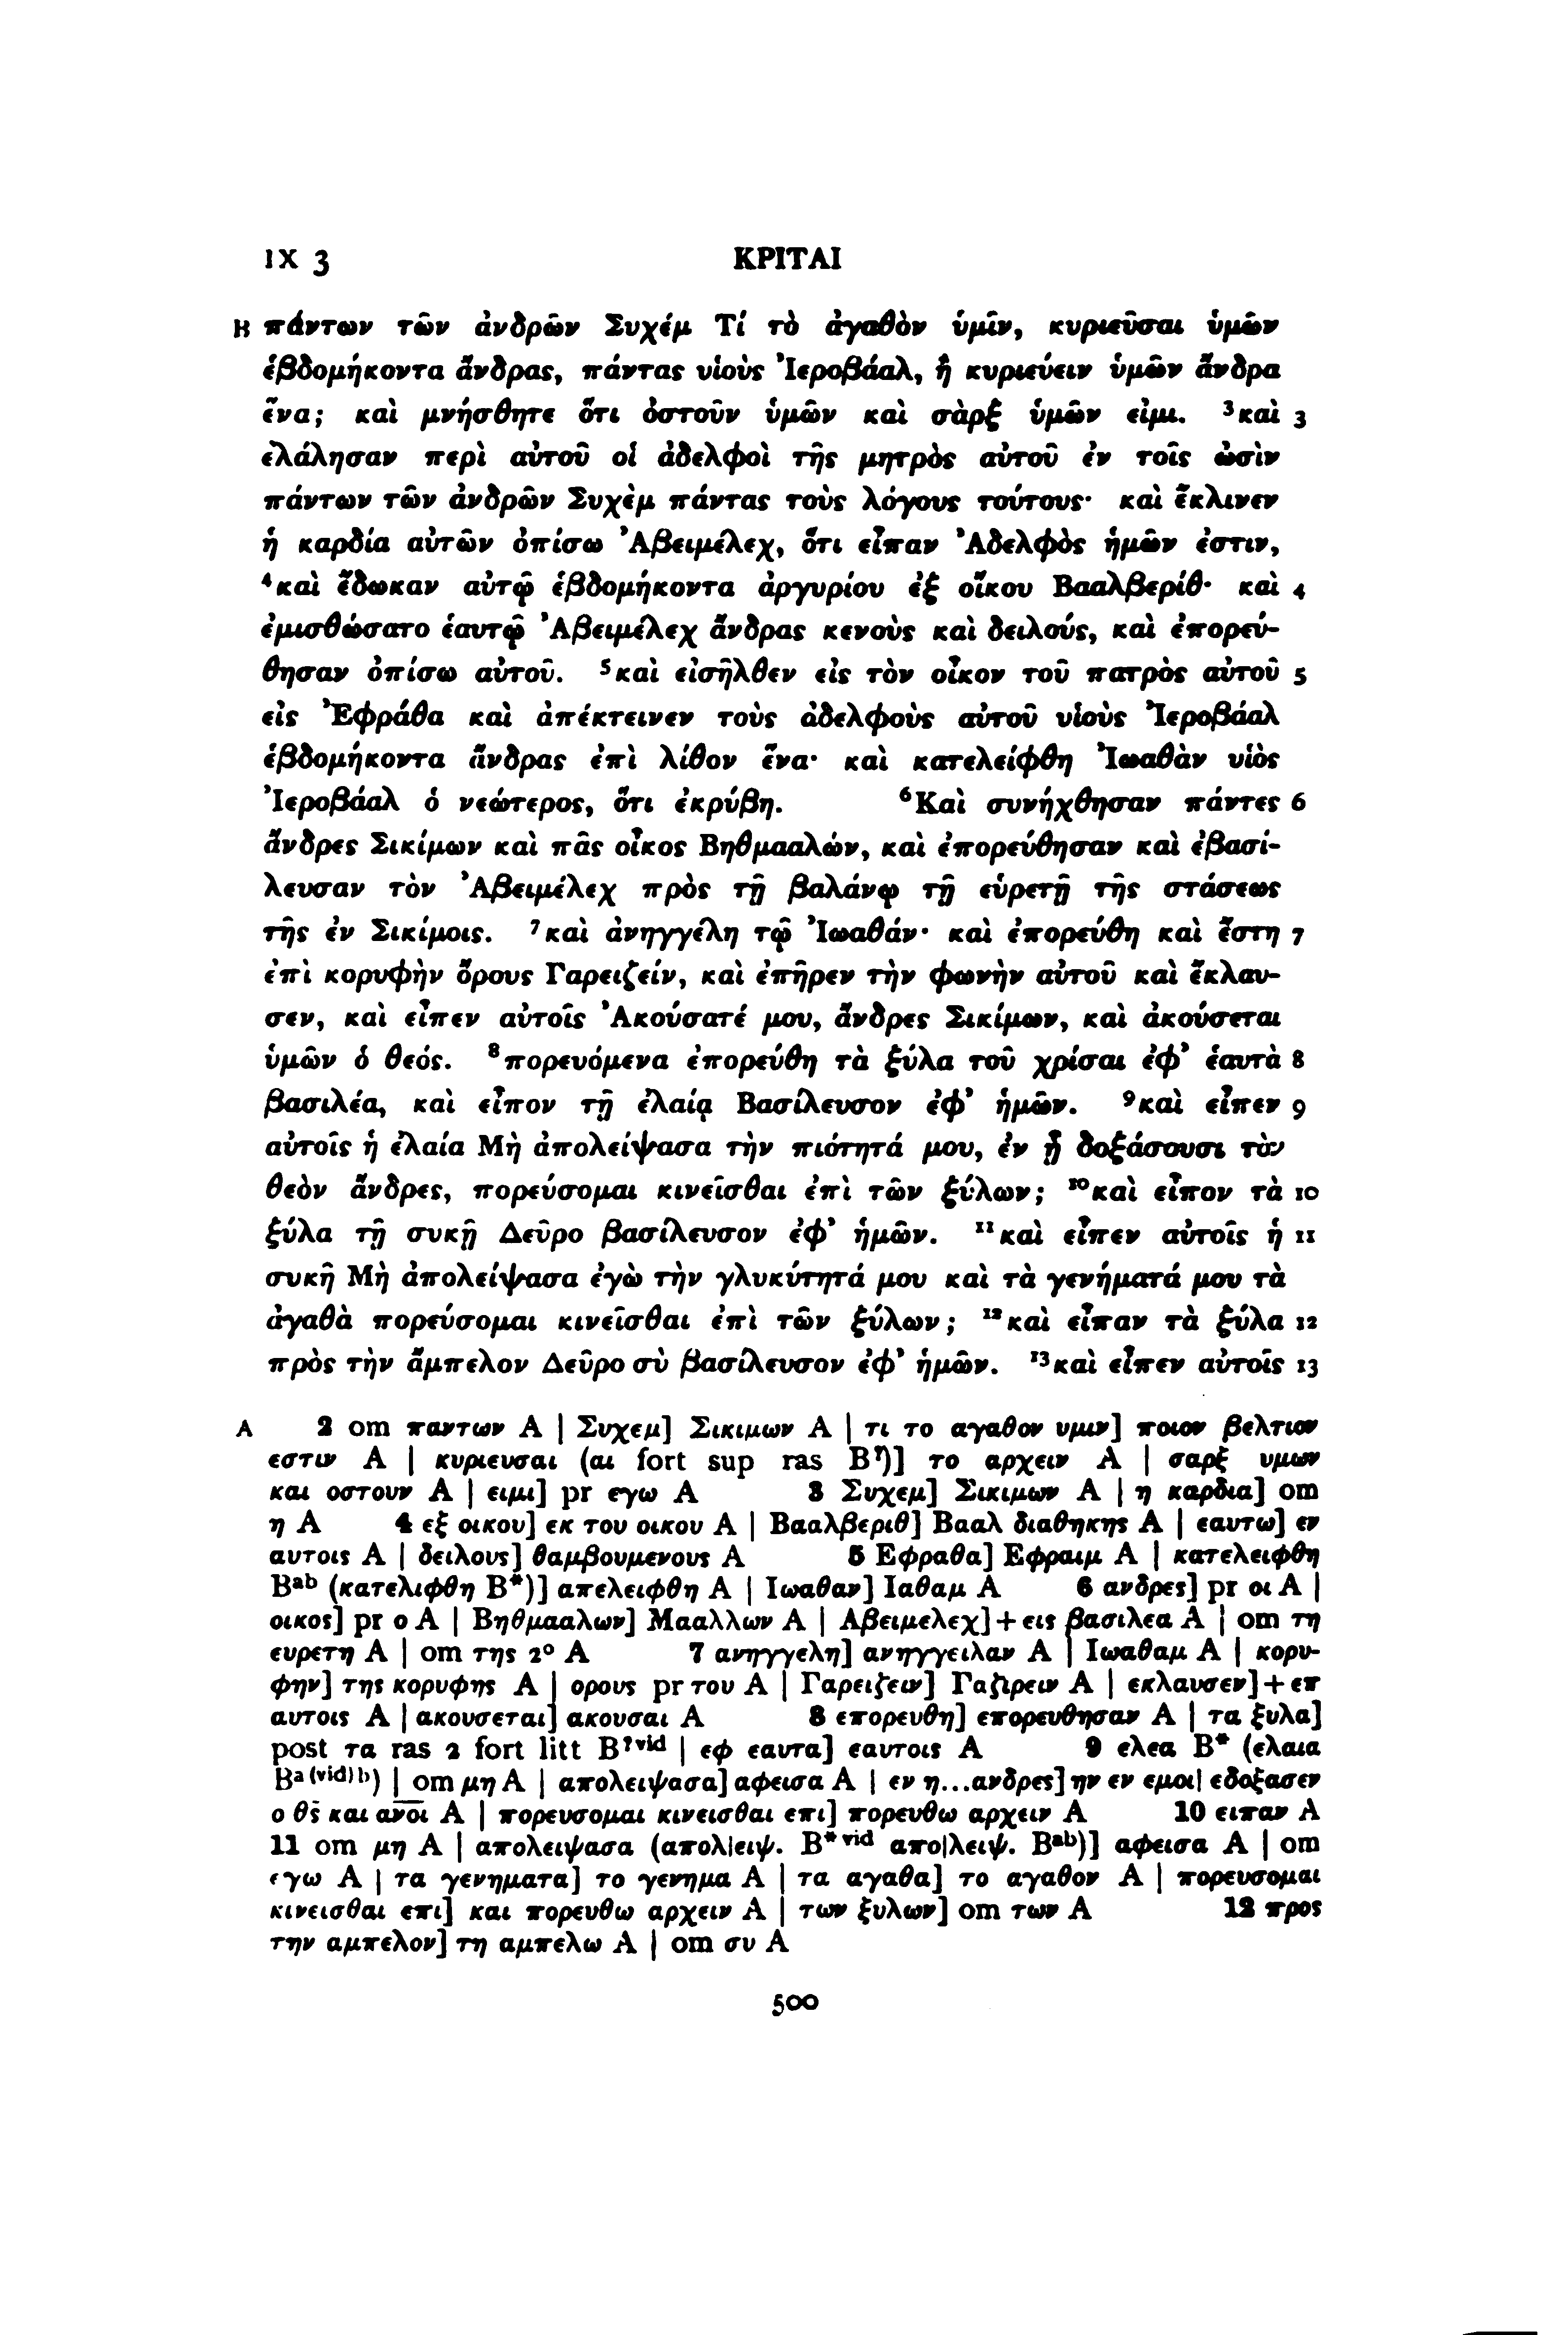 IX 3 ΚΡΙΤΑΙ
B πάντων τῶν ἀνδρῶν Συχέμ Τί τὸ ἀγαθὸν ὑμῖν, κυριεῦσαι ὑμῶν
ἑβδομήκοντα ἄνδρας, πάντας υἱοὺς Ἰεροβάαλ, ἢ κυριεύειν ὑμῶν ἄνδρα
ἕνα; καὶ μνήσθητε ὅτι ὀστοῦν ὑμῶν καὶ σὰρξ ὑμῶν εἰμι. ³καὶ 3
ἐλάλησαν περὶ αὐτοῦ οἱ ἀδελφοὶ τῆς μητρὸς αὐτοῦ ἐν τοῖς ὠσὶν
πάντων τῶν ἀνδρῶν Συχὲμ πάντας τοὺς λόγους τούτους· καὶ ἔκλινεν
ἡ καρδία αὐτῶν ὀπίσω Ἀβειμέλεχ, ὅτι εἶπαν Ἀδελφὸς ἡμῶν ἐστιν,
⁴καὶ ἔδωκαν αὐτῷ ἑβδομήκοντα ἀργυρίου ἐξ οἴκου Βααλβερίθ· καὶ 4
ἐμισθώσατο ἑαυτῷ Ἀβειμέλεχ ἄνδρας κενοὺς καὶ δειλούς, καὶ ἐπορεύ-
θησαν ὀπίσω αὐτοῦ. ⁵καὶ εἰσῆλθεν εἰς τὸν οἶκον τοῦ πατρὸς αὐτοῦ 5
εἰς Ἐφράθα καὶ ἀπέκτεινεν τοὺς ἀδελφοὺς αὐτοῦ υἱοὺς Ἰεροβάαλ
ἑβδομήκοντα ἄνδρας ἐπὶ λίθον ἕνα· καὶ κατελείφθη Ἰωαθὰν υἱὸς
Ἰεροβάαλ ὁ νεώτερος, ὅτι ἐκρύβη. ⁶Καὶ συνήχθησαν πάντες 6
ἄνδρες Σικίμων καὶ πᾶς οἶκος Βηθμααλών, καὶ ἐπορεύθησαν καὶ ἐβασί-
λευσαν τὸν Ἀβειμέλεχ πρὸς τῇ βαλάνῳ τῇ εὑρετῇ τῆς στάσεως
τῆς ἐν Σικίμοις. ⁷καὶ ἀνηγγέλη τῷ Ἰωαθάν· καὶ ἐπορεύθη καὶ ἔστη 7
ἐπὶ κορυφὴν ὄρους Γαρειζείν, καὶ ἐπῆρεν τὴν φωνὴν αὐτοῦ καὶ ἔκλαυ-
σεν, καὶ εἶπεν αὐτοῖς Ἀκούσατέ μου, ἄνδρες Σικίμων, καὶ ἀκούσεται
ὑμῶν ὁ θεός. ⁸πορευόμενα ἐπορεύθη τὰ ξύλα τοῦ χρίσαι ἐφ᾽ ἑαυτὰ 8
βασιλέα, καὶ εἶπον τῇ ἐλαίᾳ Βασίλευσον ἐφ᾽ ἡμῶν. ⁹καὶ εἶπεν 9
αὐτοῖς ἡ ἐλαία Μὴ ἀπολείψασα τὴν πιότητά μου, ἐν ᾗ δοξάσουσι τὸν
θεὸν ἄνδρες, πορεύσομαι κινεῖσθαι ἐπὶ τῶν ξύλων; ¹⁰καὶ εἶπον τὰ 10
ξύλα τῇ συκῇ Δεῦρο βασίλευσον ἐφ᾽ ἡμῶν. ¹¹καὶ εἶπεν αὐτοῖς ἡ 11
συκῆ Μὴ ἀπολείψασα ἐγὼ τὴν γλυκύτητά μου καὶ τὰ γενήματά μου τὰ
ἀγαθὰ πορεύσομαι κινεῖσθαι ἐπὶ τῶν ξύλων; ¹²καὶ εἶπαν τὰ ξύλα 12
πρὸς τὴν ἄμπελον Δεῦρο σὺ βασίλευσον ἐφ᾽ ἡμῶν. ¹³καὶ εἶπεν αὐτοῖς 13
A 2 om παντων A | Συχεμ] Σικιμων A | τι το αγαθον υμιν] ποιον βελτιον
εστιν A | κυριευσαι (αι fort sup ras B?)] το αρχειν A | σαρξ υμων
και οστουν A | ειμι] pr εγω A 3 Συχεμ] Σικιμων A | η καρδια] om
η A 4 εξ οικου] εκ του οικου A | Βααλβεριθ] Βααλ διαθηκης A | εαυτω] εν
αυτοις A | δειλους] θαμβουμενους A 5 Εφραθα] Εφραιμ A | κατελειφθη
Bᵃᵇ (κατελιφθη B*)] απελειφθη A | Ιωαθαν] Ιαθαμ A 6 ανδρες] pr οι A |
οικος] pr ο A | Βηθμααλων] Μααλλων A | Αβειμελεχ]+εις βασιλεα A | om τη
ευρετη A | om της 2° A 7 ανηγγελη] ανηγγειλαν A | Ιωαθαμ A | κορυ-
φην] της κορυφης A | ορους pr του A | Γαρειζειν] Γαζιρειν A | εκλαυσεν]+επ
αυτοις A | ακουσεται] ακουσαι A 8 επορευθη] επορευθησαν A | τα ξυλα]
post τα ras 2 fort litt B?ᵛⁱᵈ | εφ εαυτα] εαυτοις A 9 ελεα B* (ελαια
Bᵃ⁽ᵛⁱᵈ⁾ᵇ) | om μη A | απολειψασα] αφεισα A | εν η...ανδρες] ην εν εμοι| εδοξασεν
ο θ̅ς̅ και α̅ν̅ο̅ι̅ A | πορευσομαι κινεισθαι επι] πορευθω αρχειν A 10 ειπαν A
11 om μη A | απολειψασα (απολ|ειψ. B*ᵛⁱᵈ απο|λειψ. Bᵃᵇ)] αφεισα A | om
εγω A | τα γενηματα] το γενημα A | τα αγαθα] το αγαθον A | πορευσομαι
κινεισθαι επι] και πορευθω αρχειν A | των ξυλων] om των A 12 προς
την αμπελον] τη αμπελω A | om συ A
500